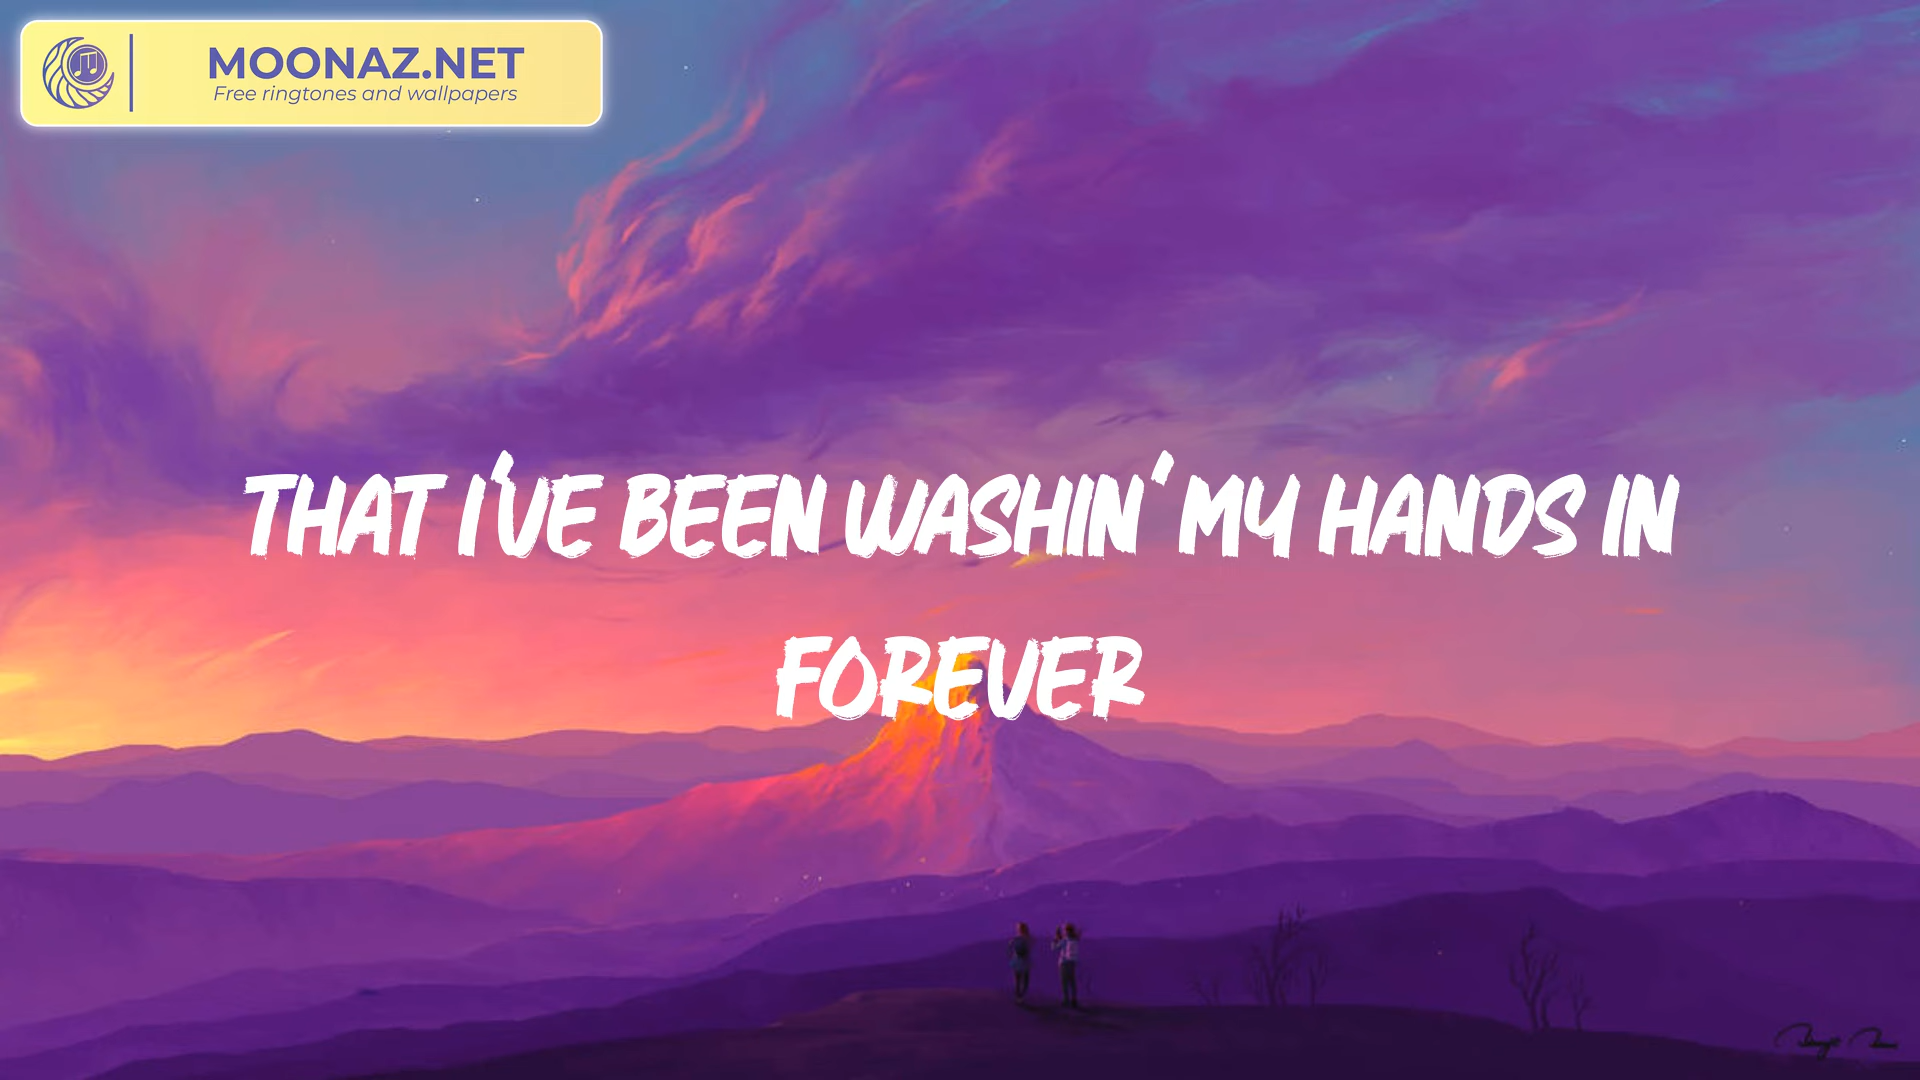 MOONAZ.NET
Free ringtones and wallpapers
THAT I'VE BEEN WASHIN' MY HANDS IN
FOREVER